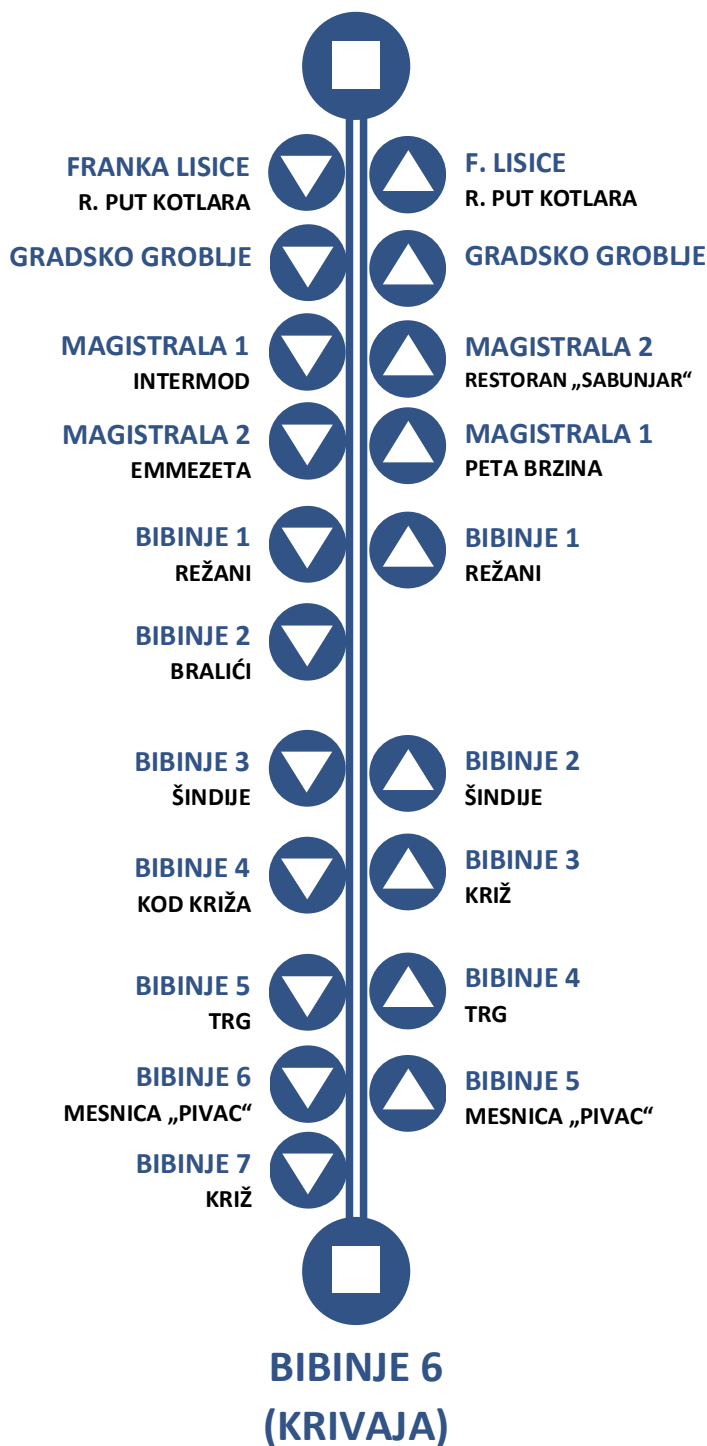 FRANKA LISICE
R. PUT KOTLARA
F. LISICE
R. PUT KOTLARA
GRADSKO GROBLJE
GRADSKO GROBLJE
MAGISTRALA 1
INTERMOD
MAGISTRALA 2
RESTORAN „SABUNJAR“
MAGISTRALA 2
EMMEZETA
MAGISTRALA 1
PETA BRZINA
BIBINJE 1
REŽANI
BIBINJE 1
REŽANI
BIBINJE 2
BRALIĆI
BIBINJE 3
ŠINDIJE
BIBINJE 2
ŠINDIJE
BIBINJE 4
KOD KRIŽA
BIBINJE 3
KRIŽ
BIBINJE 5
TRG
BIBINJE 4
TRG
BIBINJE 6
MESNICA „PIVAC“
BIBINJE 5
MESNICA „PIVAC“
BIBINJE 7
KRIŽ
BIBINJE 6
(KRIVAJA)